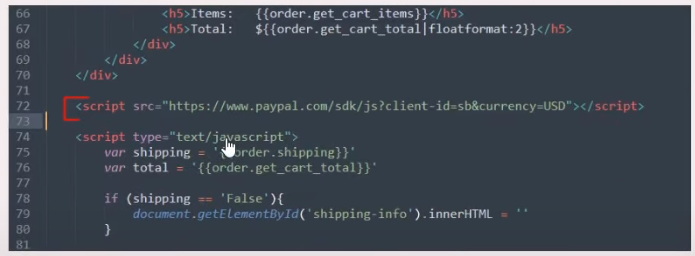 66 <h5>Items: {{order.get_cart_items}}</h5>
67 <h5>Total: ${{order.get_cart_total|floatformat:2}}</h5>
68 </div>
69 </div>
70 </div>
71
72 <script src="https://www.paypal.com/sdk/js?client-id=sb&currency=USD"></script>
73
74 <script type="text/javascript">
75 var shipping = '{{order.shipping}}'
76 var total = '{{order.get_cart_total}}'
77
78 if (shipping == 'False'){
79 document.getElementById('shipping-info').innerHTML = ''
80 }
81